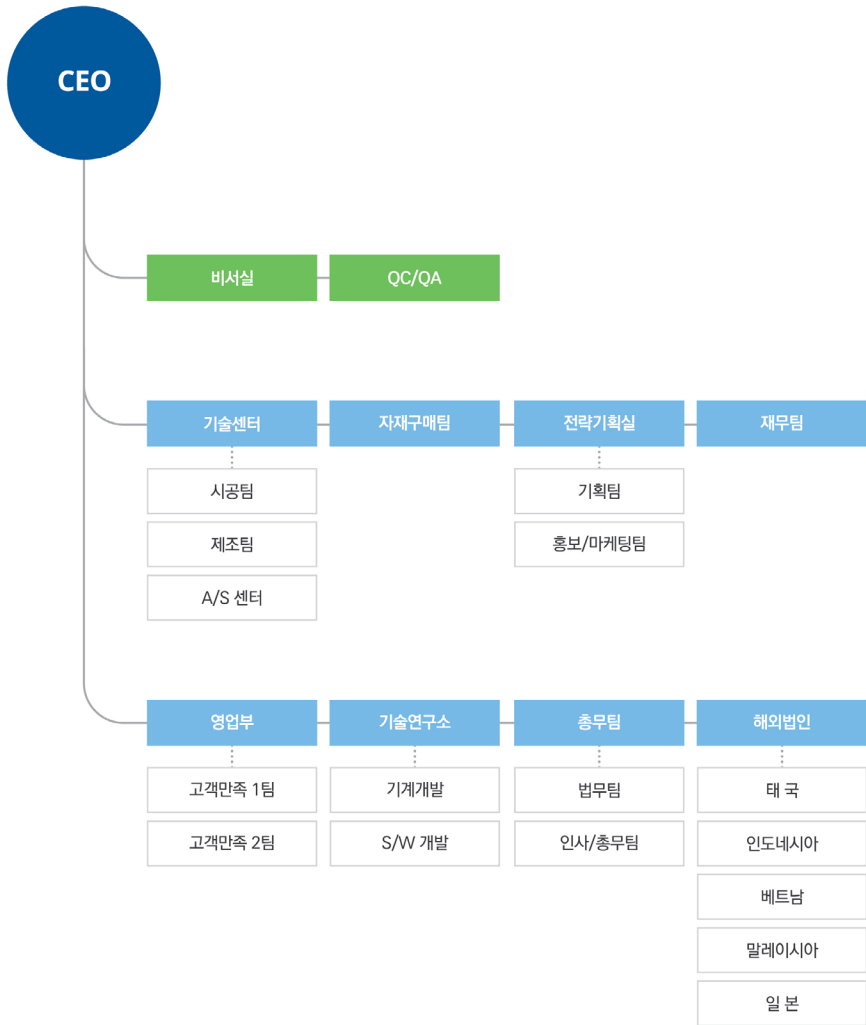 CEO
비서실 QC/QA
기술센터 자재구매팀 전략기획실 재무팀
시공팀 기획팀
제조팀 홍보/마케팅팀
A/S 센터
영업부 기술연구소 총무팀 해외법인
고객만족 1팀 기계개발 법무팀 태 국
고객만족 2팀 S/W 개발 인사/총무팀 인도네시아
베트남
말레이시아
일 본